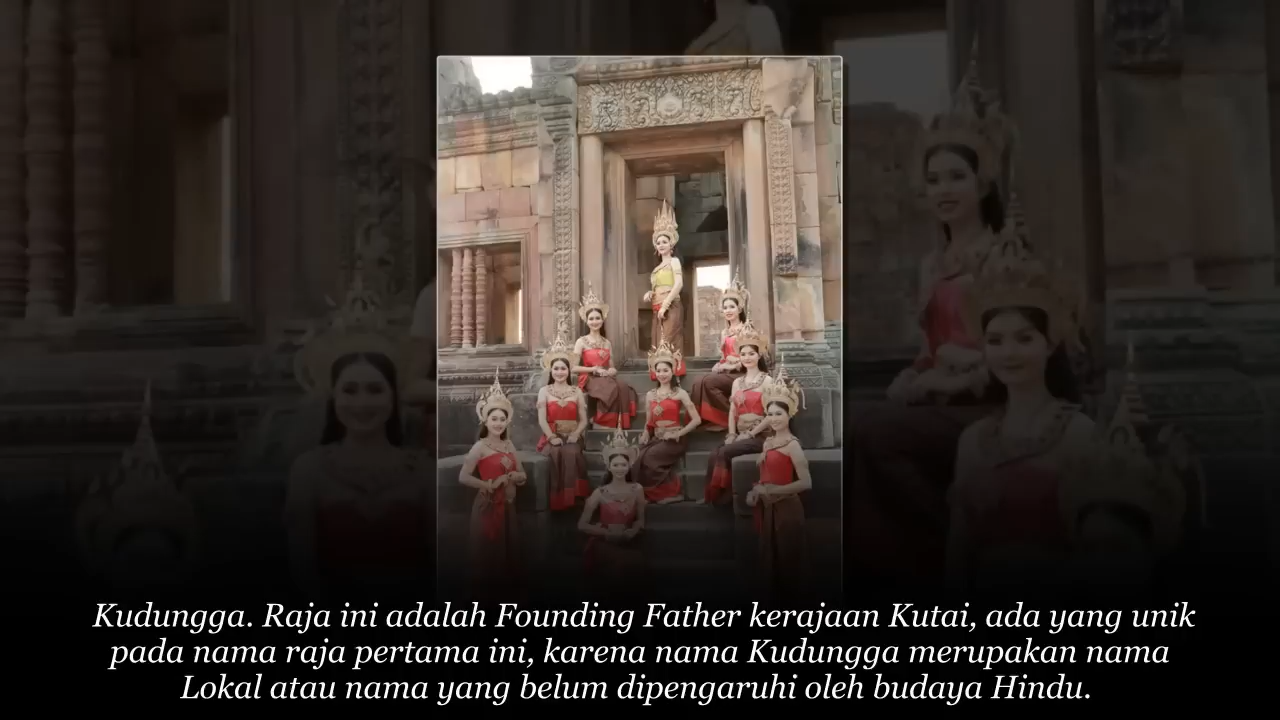 Kudungga. Raja ini adalah Founding Father kerajaan Kutai, ada yang unik
pada nama raja pertama ini, karena nama Kudungga merupakan nama
Lokal atau nama yang belum dipengaruhi oleh budaya Hindu.